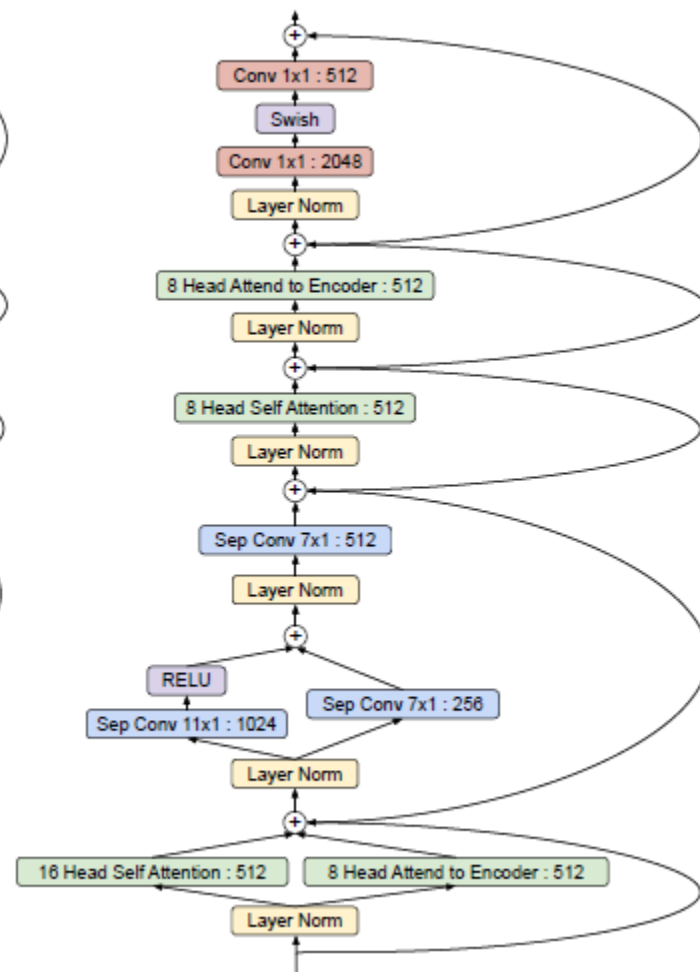 +
Conv 1x1 : 512
Swish
Conv 1x1 : 2048
Layer Norm
+
8 Head Attend to Encoder : 512
Layer Norm
+
8 Head Self Attention : 512
Layer Norm
+
Sep Conv 7x1 : 512
Layer Norm
+
RELU
Sep Conv 7x1 : 256
Sep Conv 11x1 : 1024
Layer Norm
+
16 Head Self Attention : 512
8 Head Attend to Encoder : 512
Layer Norm